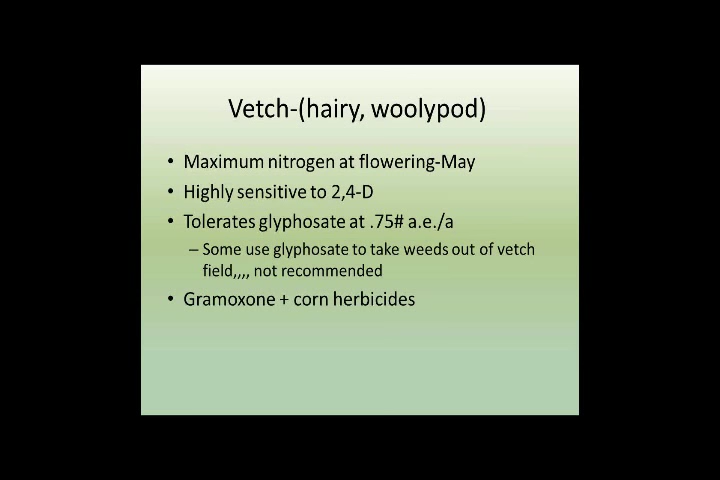 Vetch-(hairy, woolypod)
• Maximum nitrogen at flowering-May
• Highly sensitive to 2,4-D
• Tolerates glyphosate at .75# a.e./a
– Some use glyphosate to take weeds out of vetch
field,,,, not recommended
• Gramoxone + corn herbicides